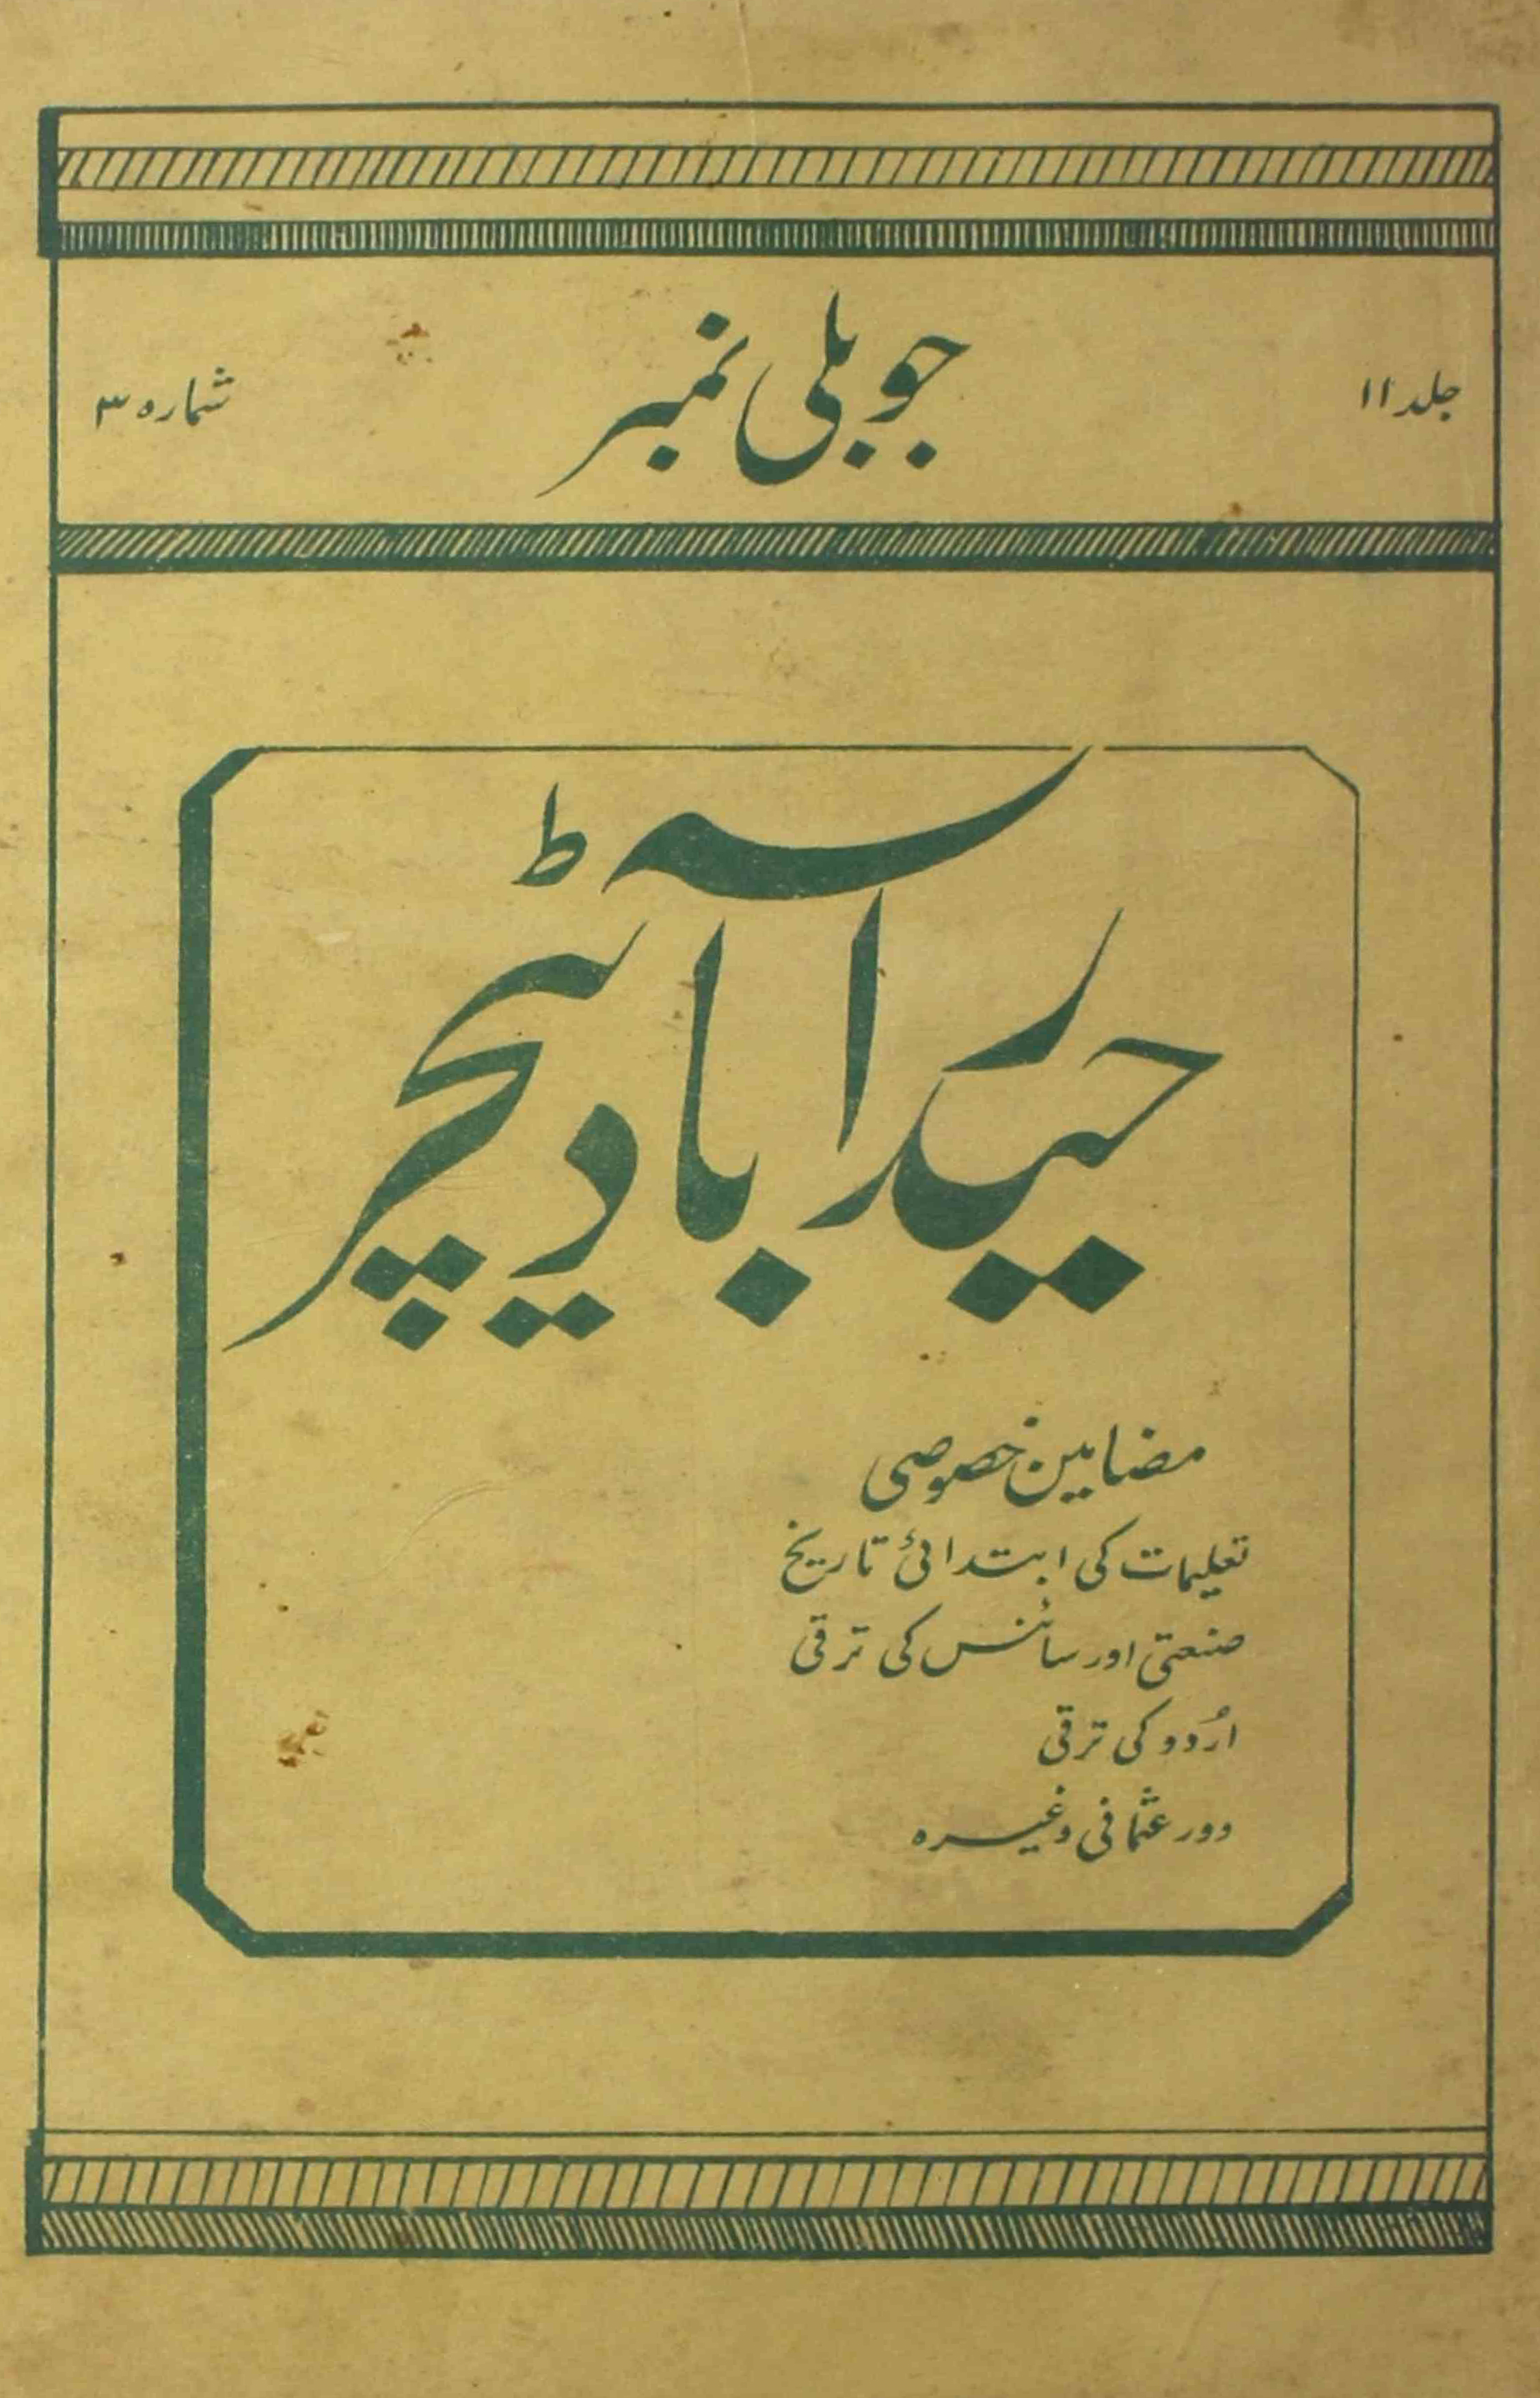 جلد ۱۱
جوبلی نمبر
شمارہ ۳
حیدرآباد ٹیچر
مضامین خصوصی
تعلیمات کی ابتدائی تاریخ
صنعتی اور سائنس کی ترقی
اُردو کی ترقی
دور عثمانی وغیرہ